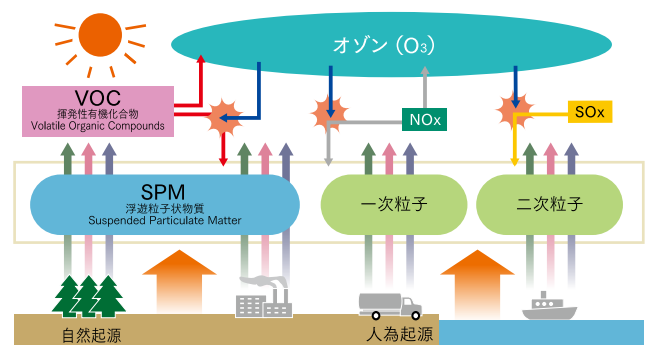 オゾン(O₃)
VOC
揮発性有機化合物
Volatile Organic Compounds
NOx
SOx
SPM
浮遊粒子状物質
Suspended Particulate Matter
一次粒子
二次粒子
自然起源
人為起源